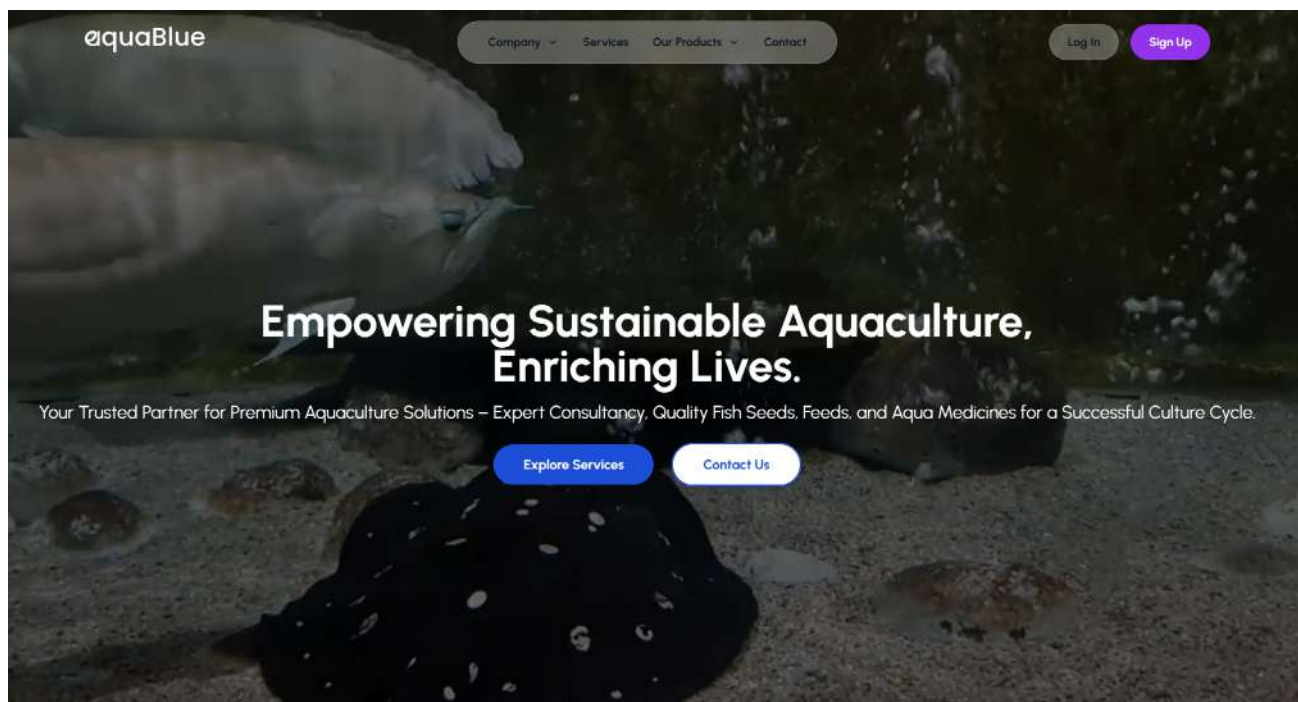 aquaBlue
Company
Services
Our Products
Contact
Log In
Sign Up
Empowering Sustainable Aquaculture,
Enriching Lives.
Your Trusted Partner for Premium Aquaculture Solutions – Expert Consultancy, Quality Fish Seeds, Feeds, and Aqua Medicines for a Successful Culture Cycle.
Explore Services
Contact Us